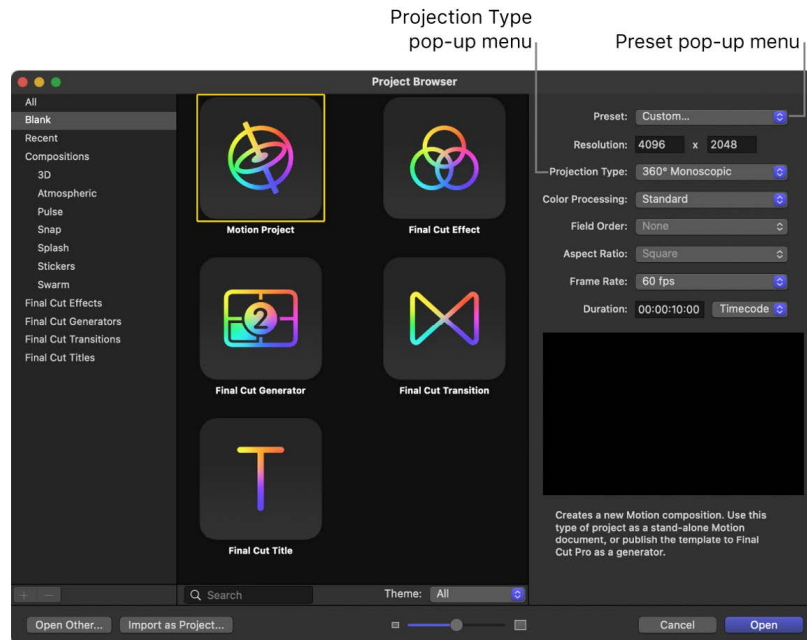 Projection Type
pop-up menu
Preset pop-up menu
Project Browser
All
Blank
Recent
Compositions
3D
Atmospheric
Pulse
Snap
Splash
Stickers
Swarm
Final Cut Effects
Final Cut Generators
Final Cut Transitions
Final Cut Titles
Motion Project
Final Cut Effect
2
Final Cut Generator
Final Cut Transition
T
Final Cut Title
Preset: Custom...
Resolution: 4096 x 2048
Projection Type: 360° Monoscopic
Color Processing: Standard
Field Order: None
Aspect Ratio: Square
Frame Rate: 60 fps
Duration: 00:00:10:00 Timecode
Creates a new Motion composition. Use this
type of project as a stand-alone Motion
document, or publish the template to Final
Cut Pro as a generator.
+ −
Search
Theme: All
Open Other... Import as Project...
Cancel Open